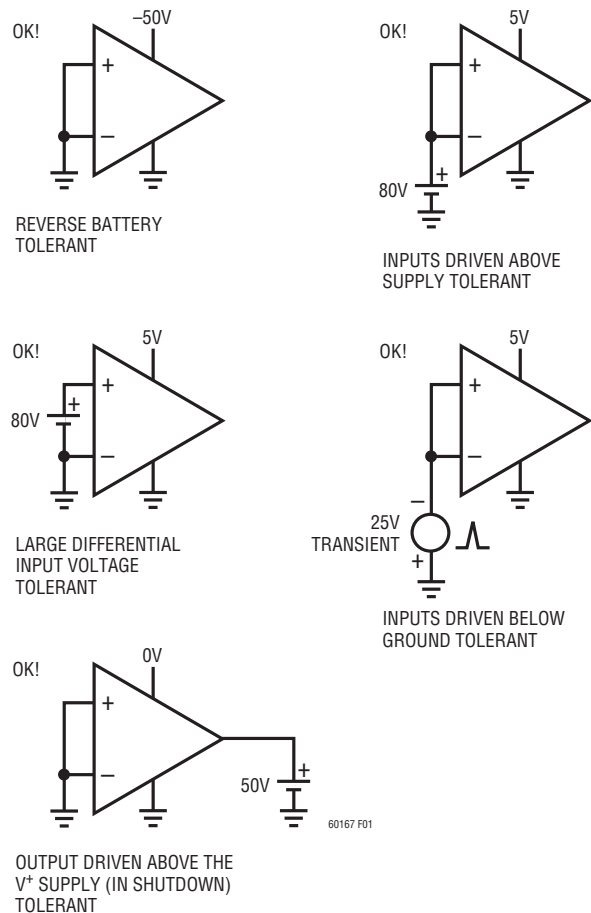 OK!
–50V
+
–
REVERSE BATTERY
TOLERANT
OK!
5V
+
–
80V
+
INPUTS DRIVEN ABOVE
SUPPLY TOLERANT
OK!
5V
+
–
80V
+
LARGE DIFFERENTIAL
INPUT VOLTAGE
TOLERANT
OK!
5V
+
–
–
25V
TRANSIENT
+
INPUTS DRIVEN BELOW
GROUND TOLERANT
OK!
0V
+
–
50V
+
60167 F01
OUTPUT DRIVEN ABOVE THE
V⁺ SUPPLY (IN SHUTDOWN)
TOLERANT